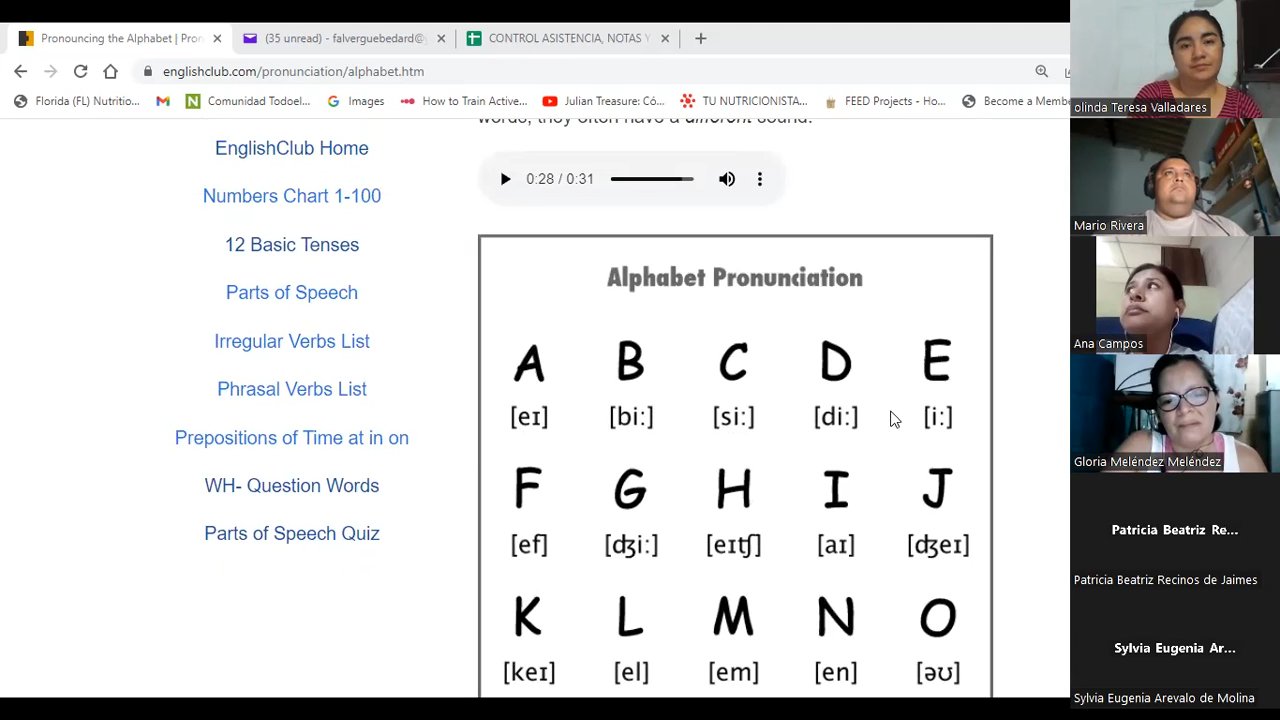 Pronouncing the Alphabet | Pron
(35 unread) - falverguebedard@
CONTROL ASISTENCIA, NOTAS Y
englishclub.com/pronunciation/alphabet.htm
Florida (FL) Nutritio...
Comunidad Todoel...
Images
How to Train Active...
Julian Treasure: Có...
TU NUTRICIONISTA...
FEED Projects - Ho...
Become a Membe
words, they often have a different sound.
EnglishClub Home
Numbers Chart 1-100
12 Basic Tenses
Parts of Speech
Irregular Verbs List
Phrasal Verbs List
Prepositions of Time at in on
WH- Question Words
Parts of Speech Quiz
0:28 / 0:31
Alphabet Pronunciation
A B C D E
[eɪ] [biː] [siː] [diː] [iː]
F G H I J
[ef] [ʤiː] [eɪʧ] [aɪ] [ʤeɪ]
K L M N O
[keɪ] [el] [em] [en] [əʊ]
olinda Teresa Valladares
Mario Rivera
Ana Campos
Gloria Meléndez Meléndez
Patricia Beatriz Re...
Patricia Beatriz Recinos de Jaimes
Sylvia Eugenia Ar...
Sylvia Eugenia Arevalo de Molina